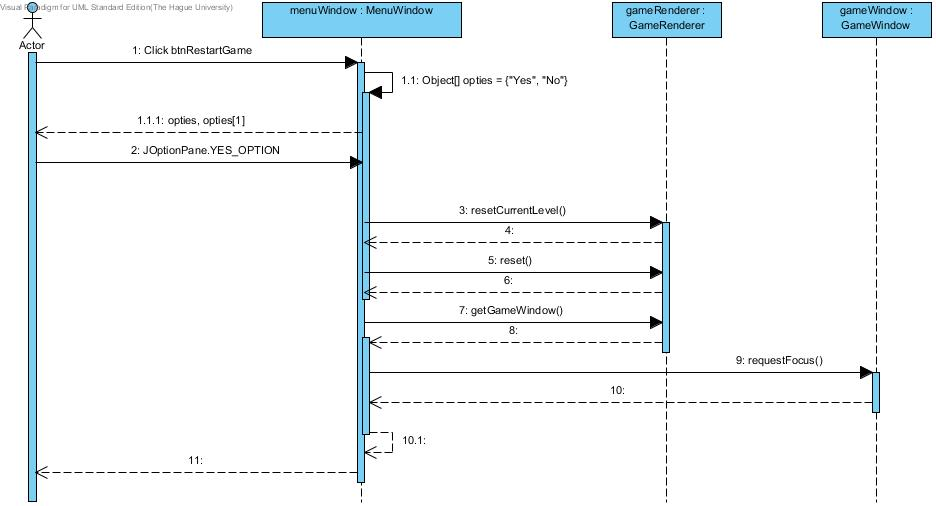 Visual Paradigm for UML Standard Edition(The Hague University)
menuWindow : MenuWindow
gameRenderer :
GameRenderer
gameWindow :
GameWindow
Actor
1: Click btnRestartGame
1.1: Object[] opties = {"Yes", "No"}
1.1.1: opties, opties[1]
2: JOptionPane.YES_OPTION
3: resetCurrentLevel()
4:
5: reset()
6:
7: getGameWindow()
8:
9: requestFocus()
10:
10.1:
11: